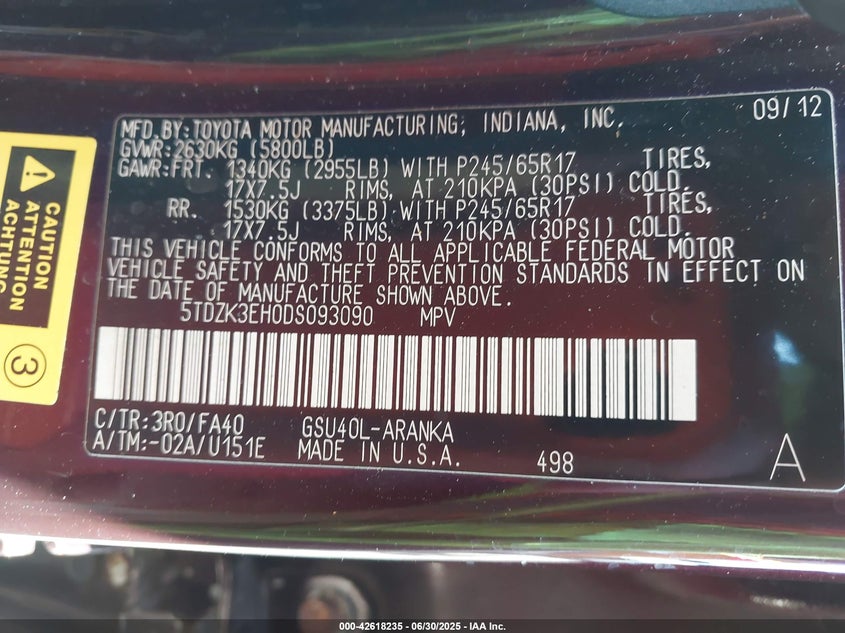 09/12
MFD. BY: TOYOTA MOTOR MANUFACTURING, INDIANA, INC.
GVWR: 2630KG (5800LB)
GAWR: FRT. 1340KG (2955LB) WITH P245/65R17 TIRES,
17X7.5J RIMS, AT 210KPA (30PSI) COLD.
RR. 1530KG (3375LB) WITH P245/65R17 TIRES,
17X7.5J RIMS, AT 210KPA (30PSI) COLD.
THIS VEHICLE CONFORMS TO ALL APPLICABLE FEDERAL MOTOR
VEHICLE SAFETY AND THEFT PREVENTION STANDARDS IN EFFECT ON
THE DATE OF MANUFACTURE SHOWN ABOVE.
5TDZK3EH0DS093090 MPV
C/TR: 3R0/FA40 GSU40L-ARANKA
A/TM: -02A/U151E MADE IN U.S.A. 498 A
CAUTION
ATTENTION
ACHTUNG
3
000-42618235 - 06/30/2025 - IAA Inc.